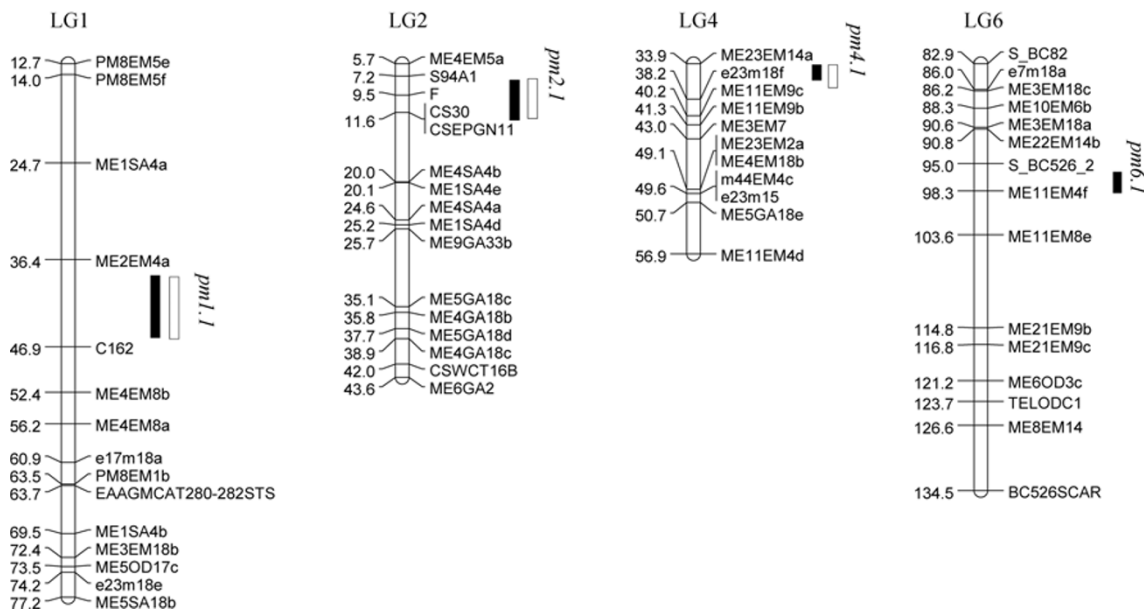 LG1
12.7 PM8EM5e
14.0 PM8EM5f
24.7 ME1SA4a
36.4 ME2EM4a
pm1.1
46.9 C162
52.4 ME4EM8b
56.2 ME4EM8a
60.9 e17m18a
63.5 PM8EM1b
63.7 EAAGMCAT280-282STS
69.5 ME1SA4b
72.4 ME3EM18b
73.5 ME5OD17c
74.2 e23m18e
77.2 ME5SA18b
LG2
5.7 ME4EM5a
7.2 S94A1
9.5 F
11.6 CS30
CSEPGN11
pm2.1
20.0 ME4SA4b
20.1 ME1SA4e
24.6 ME4SA4a
25.2 ME1SA4d
25.7 ME9GA33b
35.1 ME5GA18c
35.8 ME4GA18b
37.7 ME5GA18d
38.9 ME4GA18c
42.0 CSWCT16B
43.6 ME6GA2
LG4
33.9 ME23EM14a
38.2 e23m18f
40.2 ME11EM9c
41.3 ME11EM9b
43.0 ME3EM7
49.1 ME23EM2a
ME4EM18b
49.6 m44EM4c
e23m15
50.7 ME5GA18e
56.9 ME11EM4d
pm4.1
LG6
82.9 S_BC82
86.0 e7m18a
86.2 ME3EM18c
88.3 ME10EM6b
90.6 ME3EM18a
90.8 ME22EM14b
95.0 S_BC526_2
98.3 ME11EM4f
pm6.1
103.6 ME11EM8e
114.8 ME21EM9b
116.8 ME21EM9c
121.2 ME6OD3c
123.7 TELODC1
126.6 ME8EM14
134.5 BC526SCAR